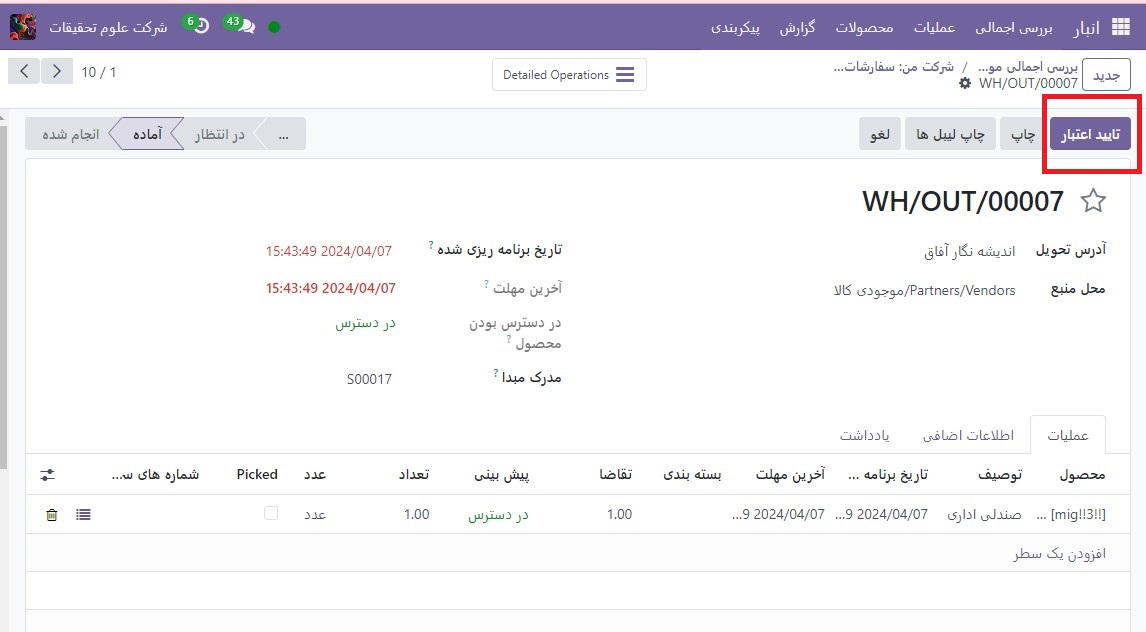 انبار بررسی اجمالی عملیات محصولات گزارش پیکربندی 43 6 شرکت علوم تحقیقات
جدید بررسی اجمالی مو... / شرکت من: سفارشات...
WH/OUT/00007
Detailed Operations
10 / 1
تایید اعتبار چاپ چاپ لیبل ها لغو ... در انتظار آماده انجام شده
WH/OUT/00007
آدرس تحویل اندیشه نگار آفاق تاریخ برنامه ریزی شده ? 2024/04/07 15:43:49
محل منبع Partners/Vendors/موجودی کالا آخرین مهلت ? 2024/04/07 15:43:49
در دسترس بودن محصول ? در دسترس
مدرک مبدا ? S00017
عملیات اطلاعات اضافی یادداشت
محصول توصیف تاریخ برنامه ... آخرین مهلت بسته بندی تقاضا پیش بینی تعداد عدد Picked شماره های س...
[mig!!3!!] ... صندلی اداری 2024/04/07 9... 2024/04/07 9... 1.00 در دسترس 1.00 عدد
افزودن یک سطر